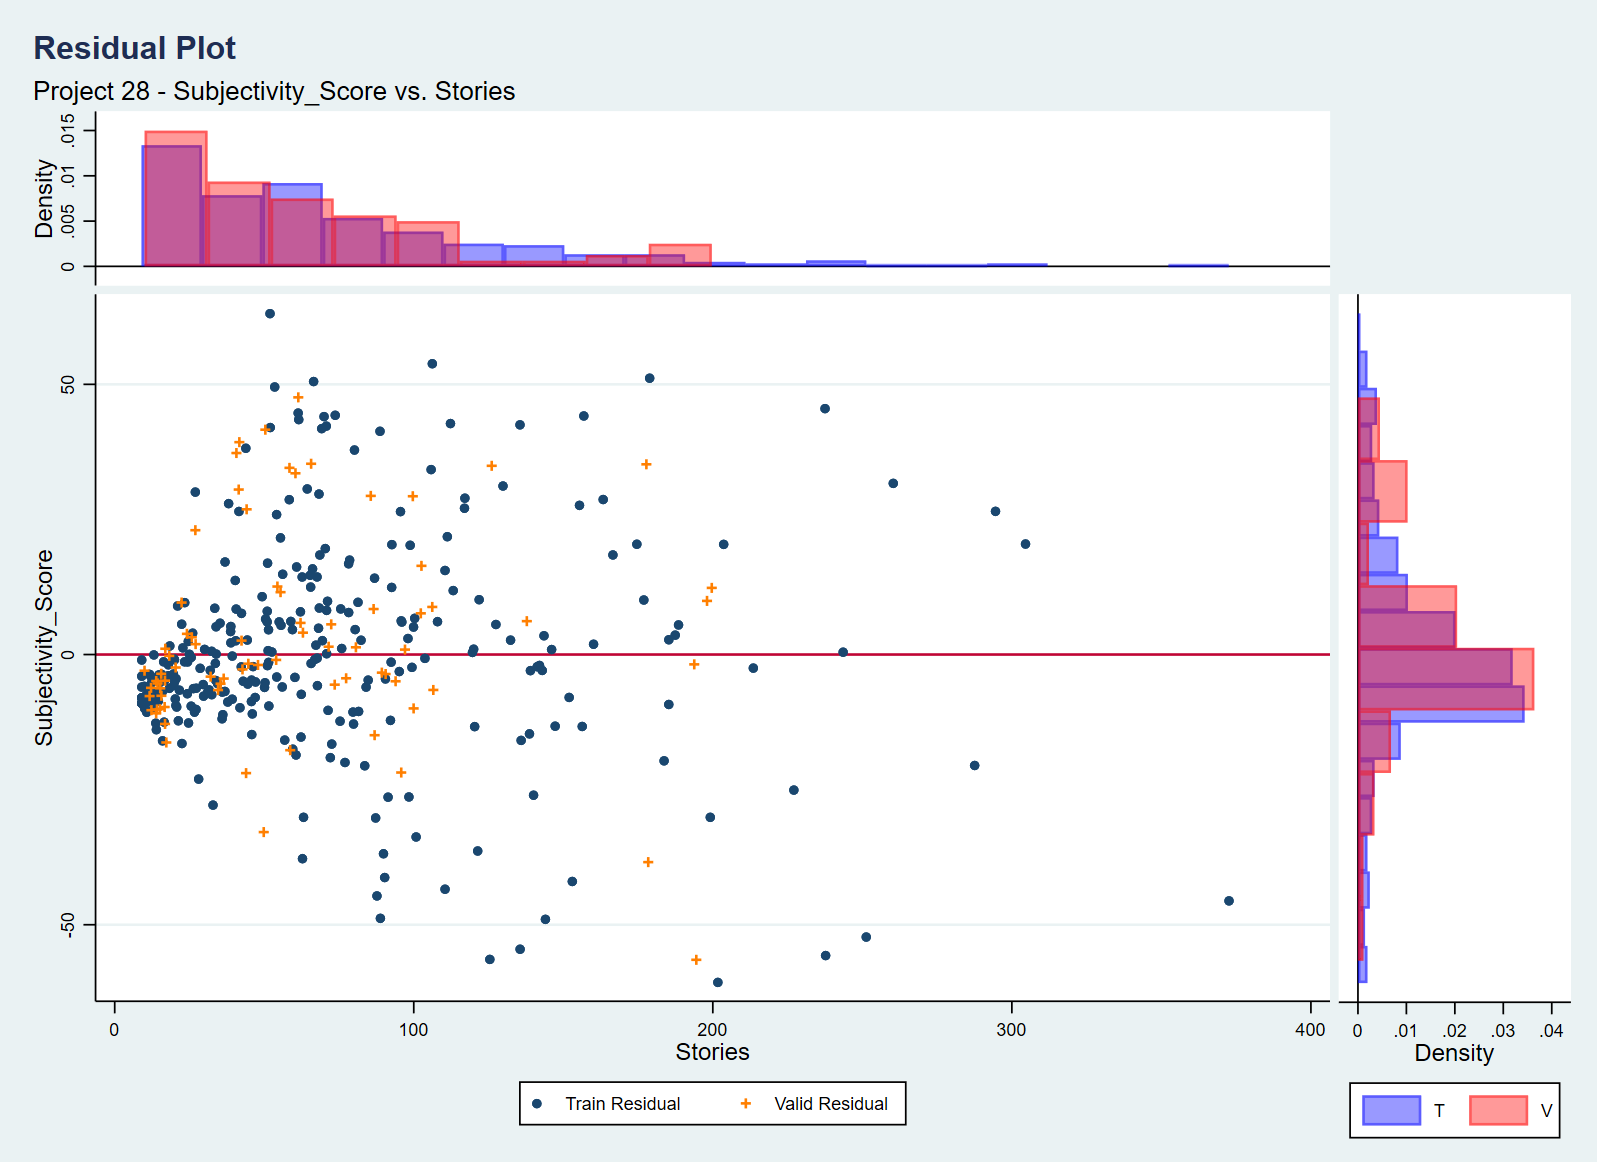 Residual Plot
Project 28 - Subjectivity_Score vs. Stories
Density
0 .005 .01 .015
Subjectivity_Score
50
0
-50
0 100 200 300 400
Stories
0 .01 .02 .03 .04
Density
Train Residual Valid Residual
T V